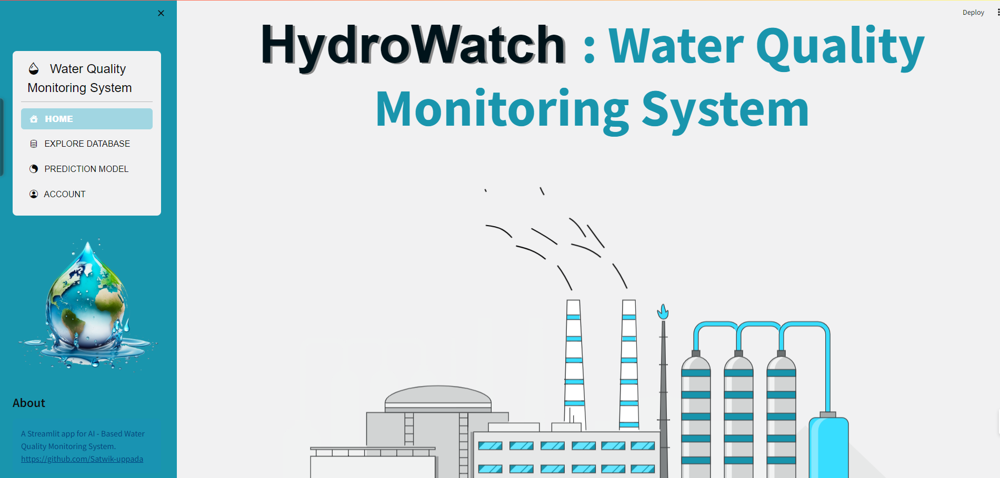 Deploy
Water Quality
Monitoring System
HOME
EXPLORE DATABASE
PREDICTION MODEL
ACCOUNT
About
A Streamlit app for AI - Based Water
Quality Monitoring System.
https://github.com/Satwik-uppada
HydroWatch : Water Quality
Monitoring System